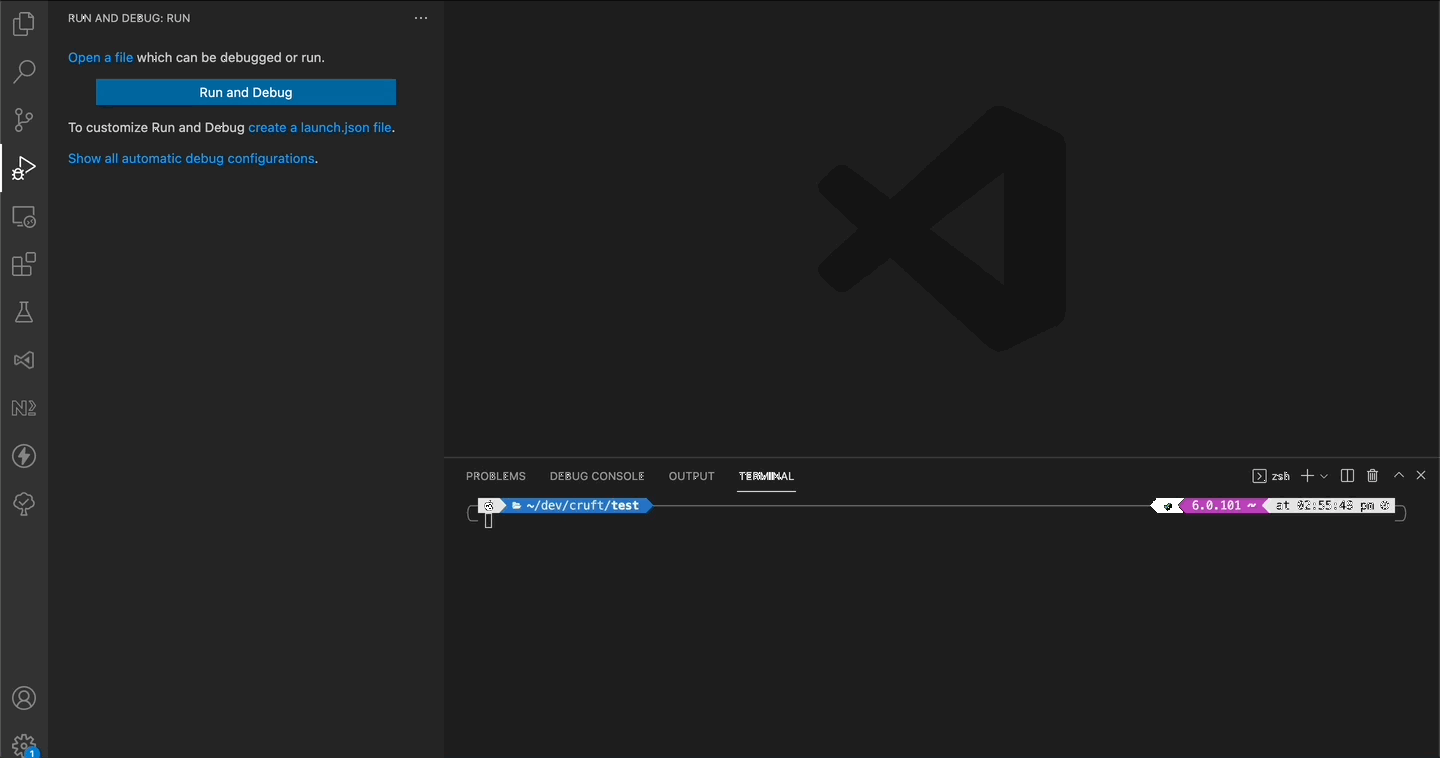 RUN AND DEBUG: RUN
Open a file which can be debugged or run.
Run and Debug
To customize Run and Debug create a launch.json file.
Show all automatic debug configurations.
1
PROBLEMS DEBUG CONSOLE OUTPUT TERMINAL zsh
~/dev/cruft/test 6.0.101 ~ at 02:55:46 pm